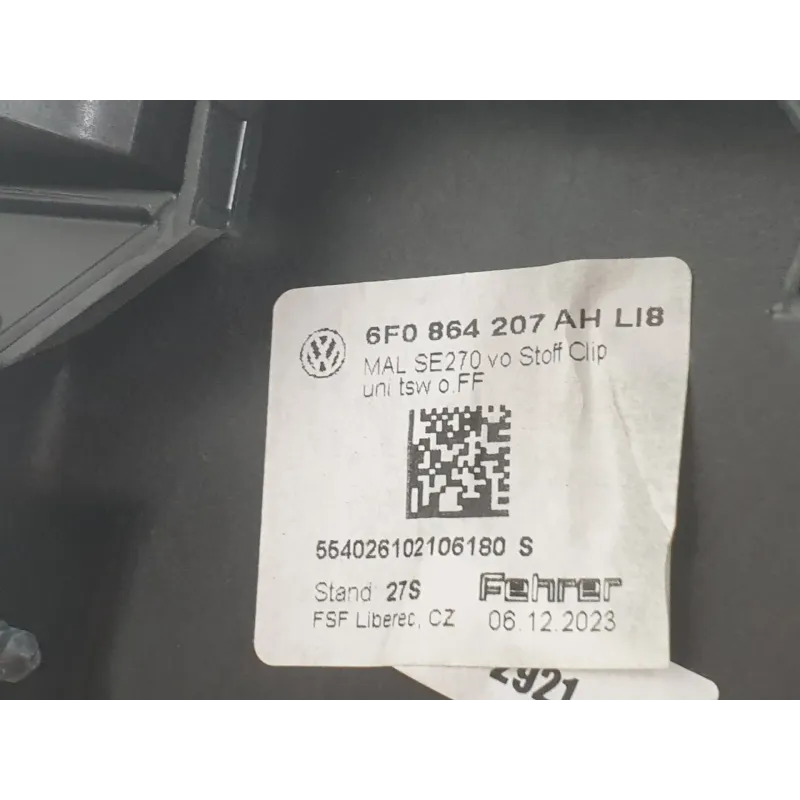 6F0 864 207 AH LI8
MAL SE270 vo Stoff Clip
uni tsw o.FF
554026102106180 S
Stand: 27S Fehrer
FSF Liberec, CZ 06.12.2023
2921